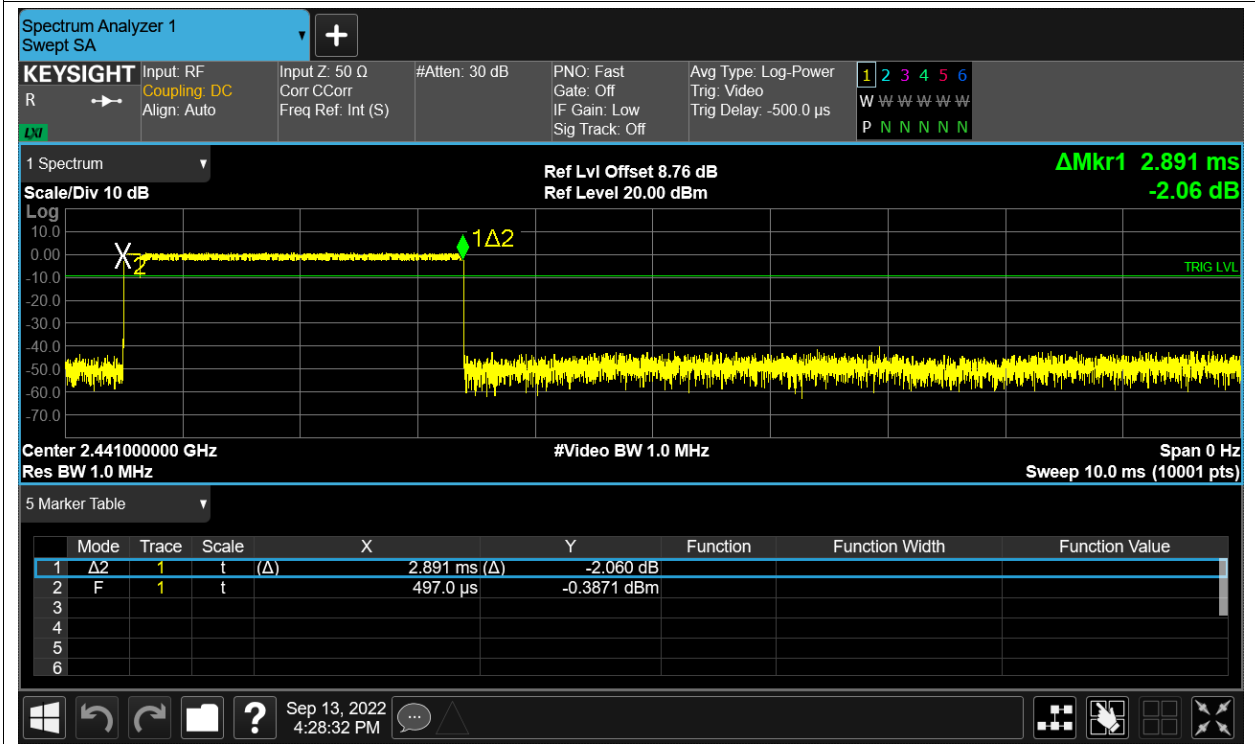 Spectrum Analyzer 1
Swept SA
KEYSIGHT
R
LXI
Input: RF
Coupling: DC
Align: Auto
Input Z: 50 Ω
Corr CCorr
Freq Ref: Int (S)
#Atten: 30 dB
PNO: Fast
Gate: Off
IF Gain: Low
Sig Track: Off
Avg Type: Log-Power
Trig: Video
Trig Delay: -500.0 µs
1 2 3 4 5 6
W W W W W W
P N N N N N
1 Spectrum
Scale/Div 10 dB
Ref Lvl Offset 8.76 dB
Ref Level 20.00 dBm
ΔMkr1 2.891 ms
-2.06 dB
Log
10.0
0.00
-10.0
-20.0
-30.0
-40.0
-50.0
-60.0
-70.0
X2
1Δ2
TRIG LVL
Center 2.441000000 GHz
#Video BW 1.0 MHz
Span 0 Hz
Res BW 1.0 MHz
Sweep 10.0 ms (10001 pts)
5 Marker Table
Mode Trace Scale X Y Function Function Width Function Value
1 Δ2 1 t (Δ) 2.891 ms (Δ) -2.060 dB
2 F 1 t 497.0 µs -0.3871 dBm
3
4
5
6
?
Sep 13, 2022
4:28:32 PM